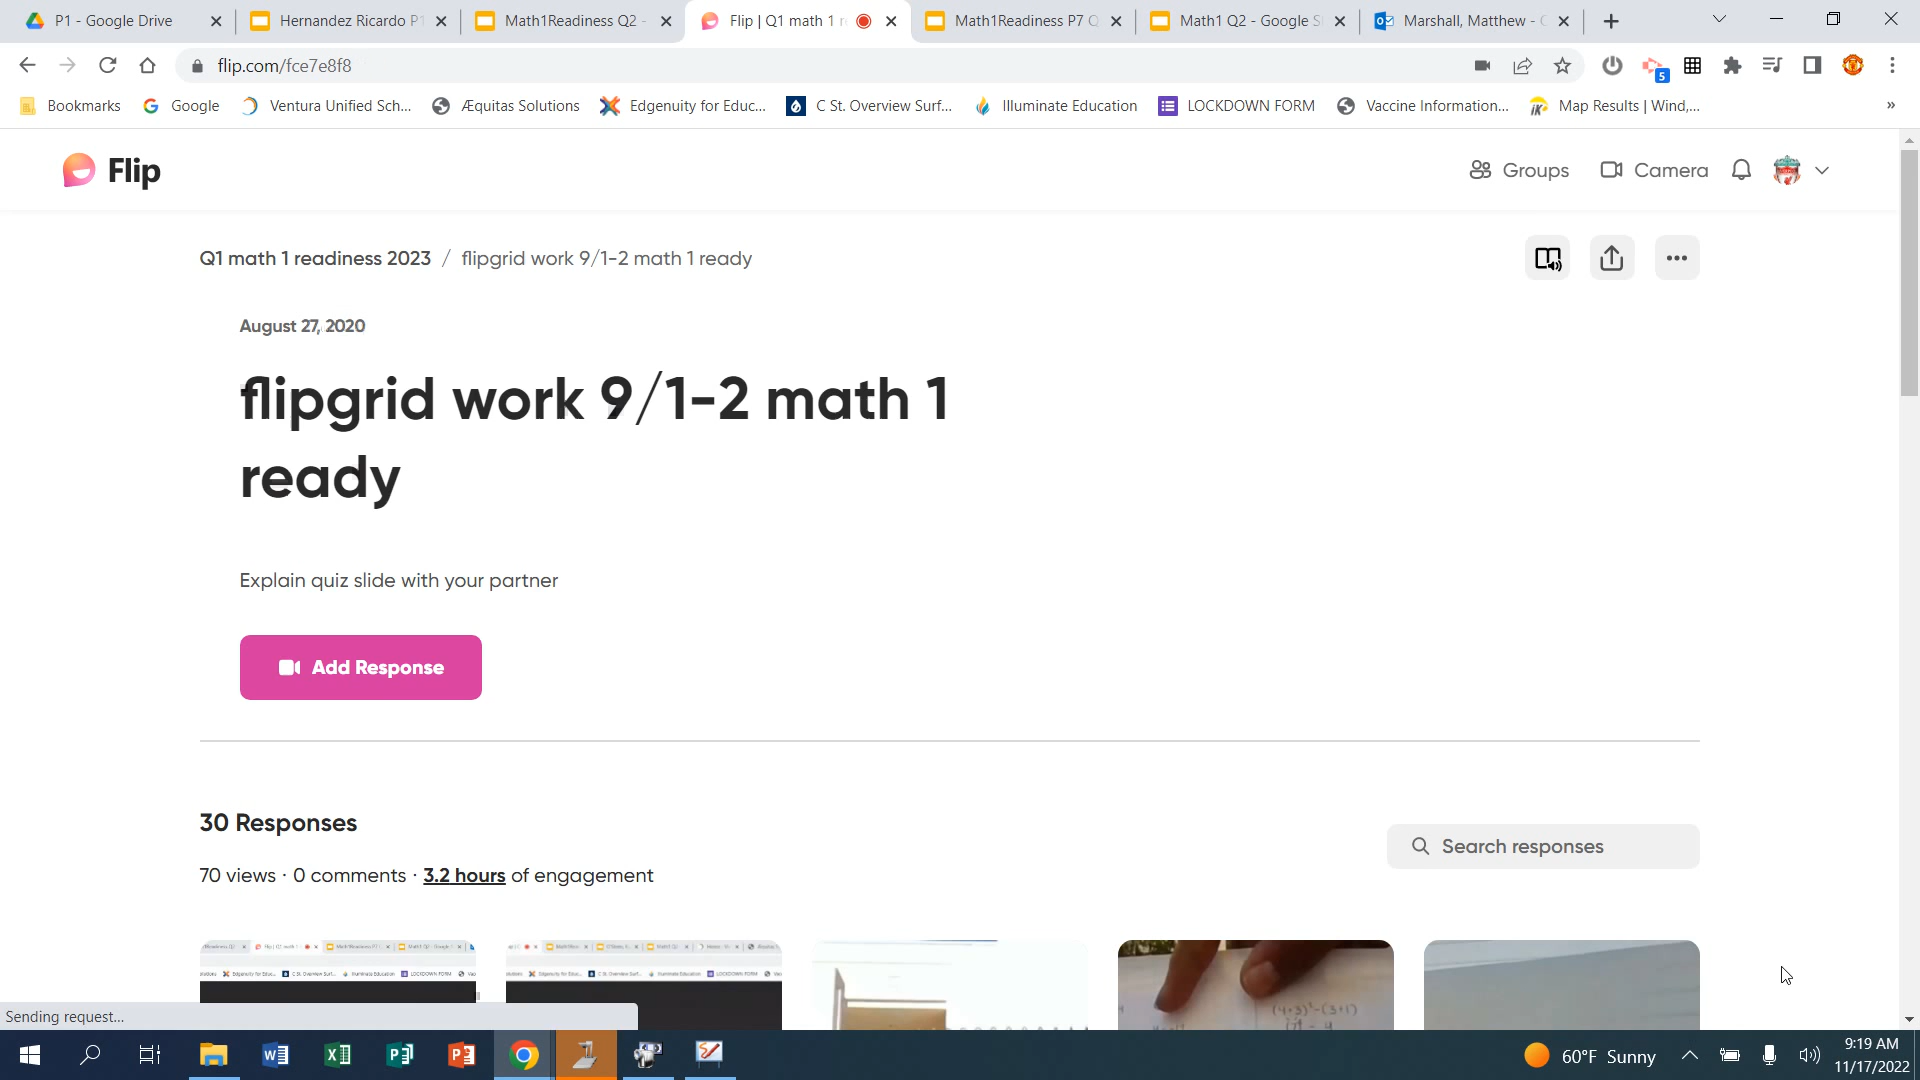 P1 - Google Drive
Hernandez Ricardo P1
Math1Readiness Q2 -
Flip | Q1 math 1 r
Math1Readiness P7 Q
Math1 Q2 - Google S
Marshall, Matthew -
flip.com/fce7e8f8
5
Bookmarks
Google
Ventura Unified Sch...
Æquitas Solutions
Edgenuity for Educ...
C St. Overview Surf...
Illuminate Education
LOCKDOWN FORM
Vaccine Information...
Map Results | Wind,...
Flip
Groups
Camera
Q1 math 1 readiness 2023 / flipgrid work 9/1-2 math 1 ready
August 27, 2020
flipgrid work 9/1-2 math 1
ready
Explain quiz slide with your partner
Add Response
30 Responses
Search responses
70 views · 0 comments · 3.2 hours of engagement
Sending request...
60°F Sunny
9:19 AM
11/17/2022